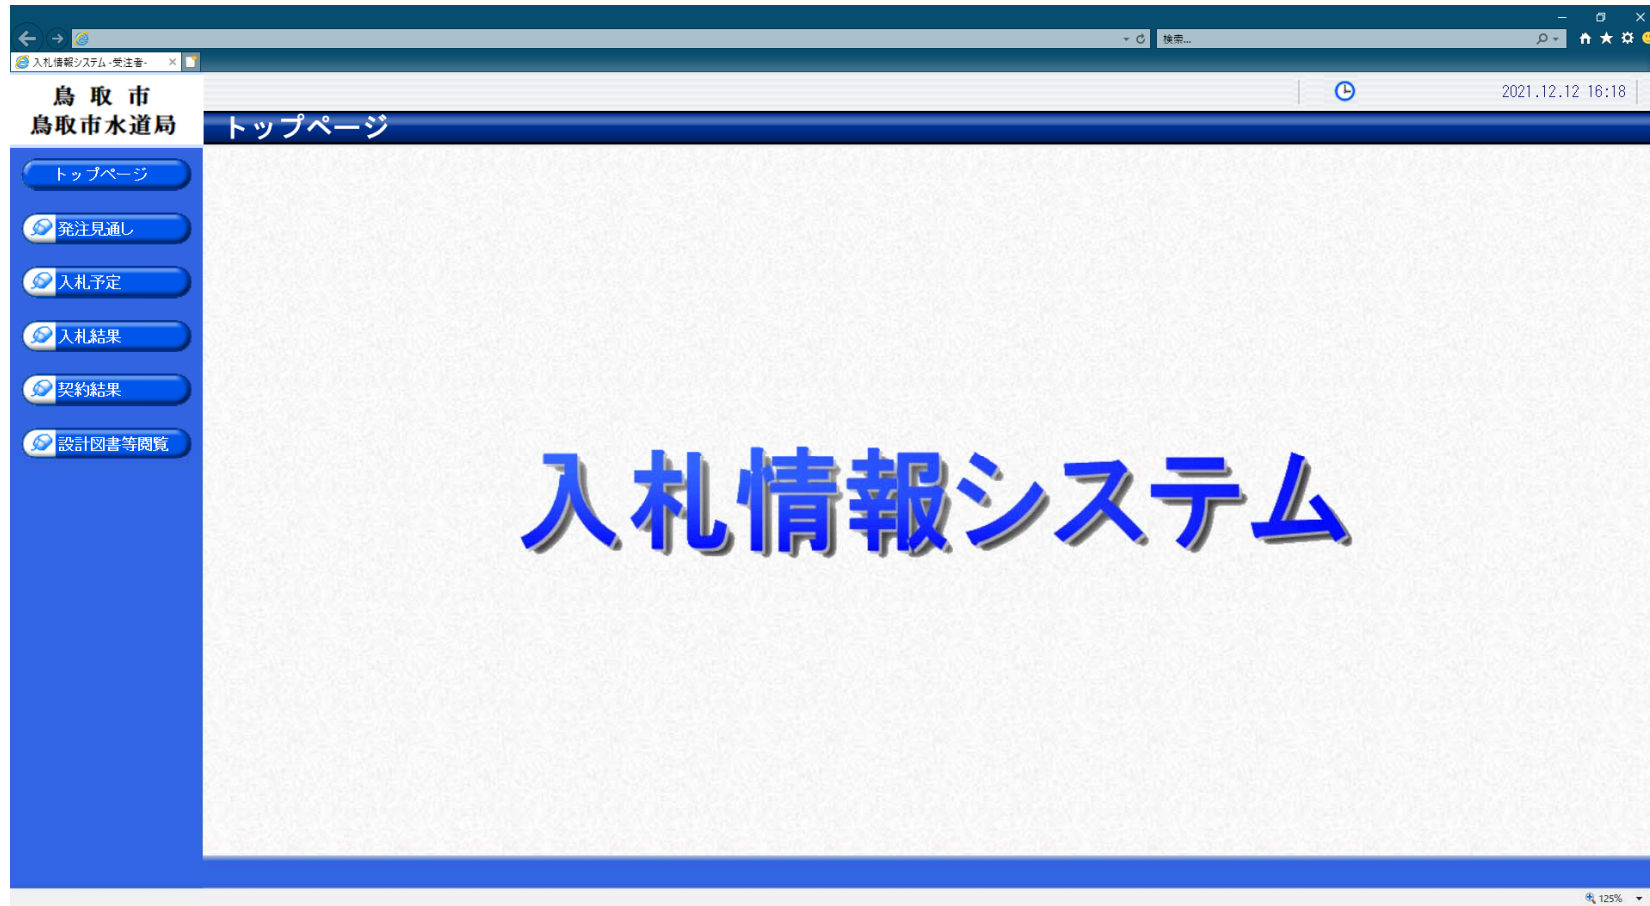 検索...
入札情報システム -受注者-
鳥取市
鳥取市水道局
2021.12.12 16:18
トップページ
トップページ
発注見通し
入札予定
入札結果
契約結果
設計図書等閲覧
入札情報システム
125%